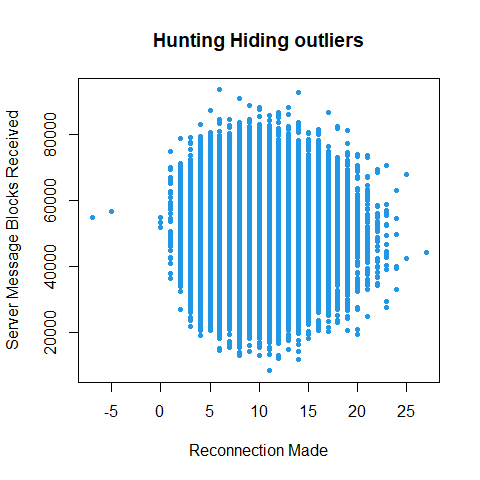 Hunting Hiding outliers
Server Message Blocks Received
80000
60000
40000
20000
-5 0 5 10 15 20 25
Reconnection Made